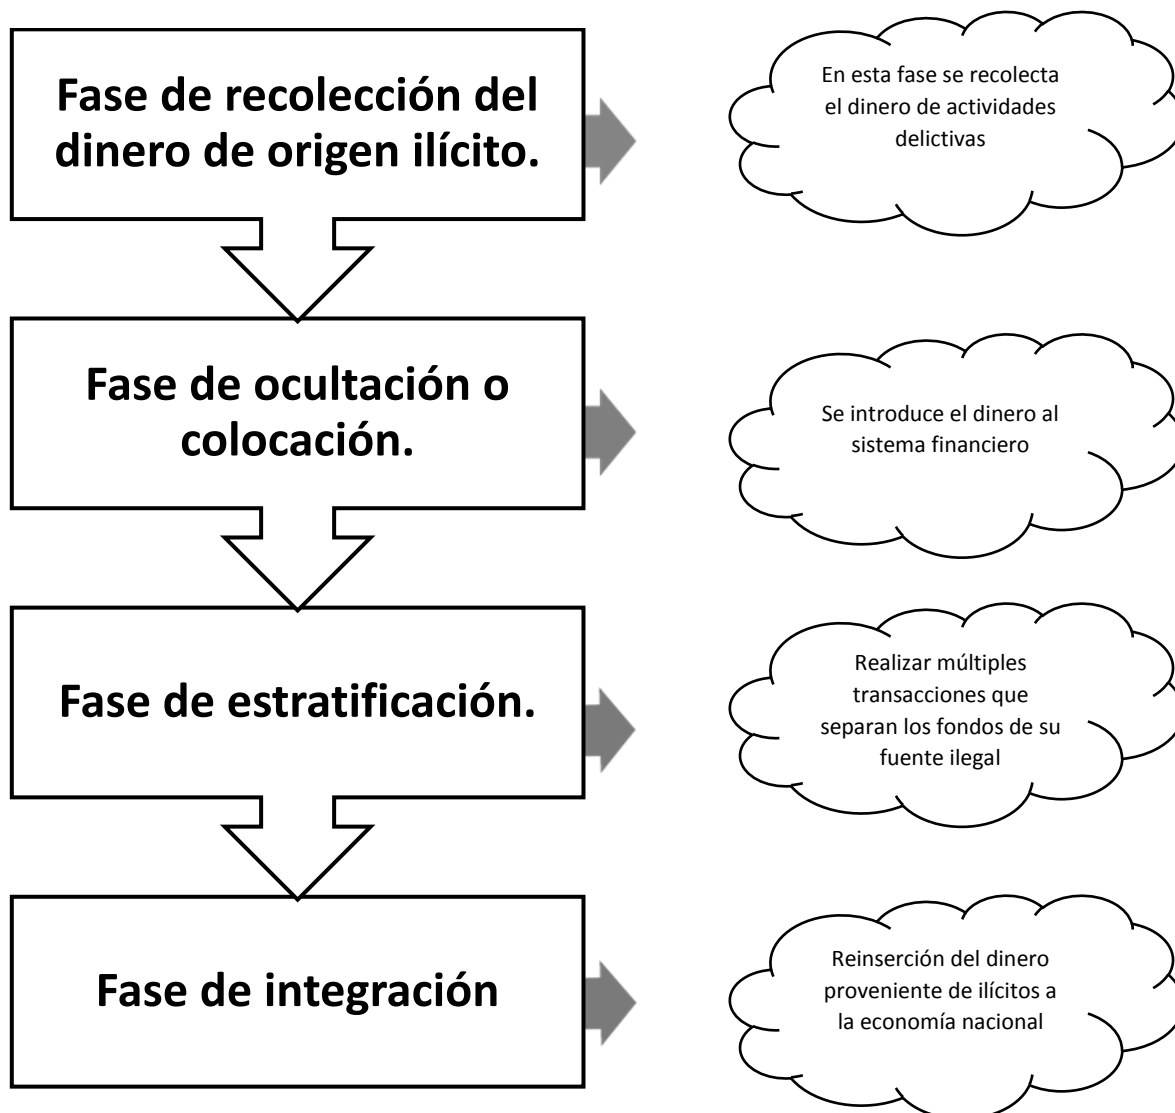 Fase de recolección del
dinero de origen ilícito.
En esta fase se recolecta
el dinero de actividades
delictivas
Fase de ocultación o
colocación.
Se introduce el dinero al
sistema financiero
Fase de estratificación.
Realizar múltiples
transacciones que
separan los fondos de su
fuente ilegal
Fase de integración
Reinserción del dinero
proveniente de ilícitos a
la economía nacional